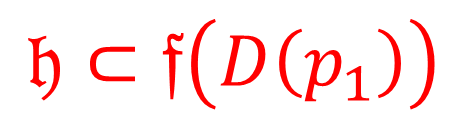 𝔥 ⊂ 𝔣(D(p₁))